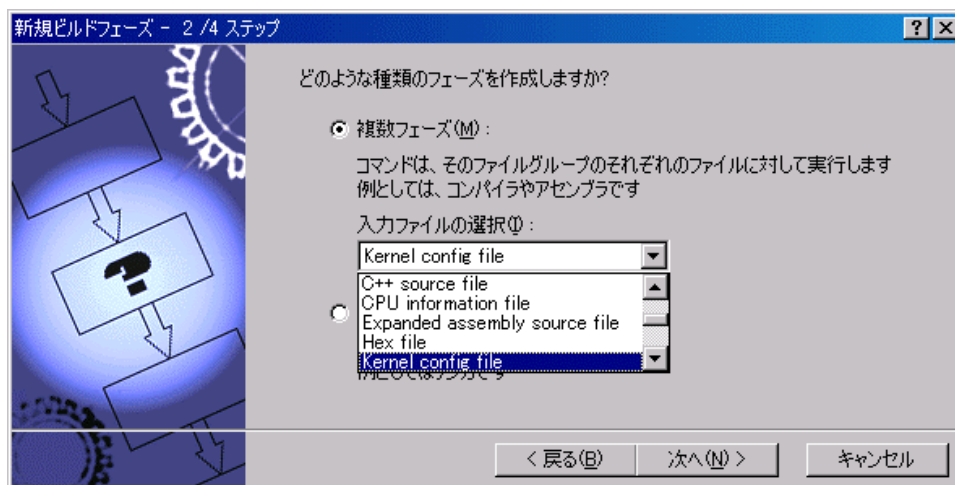 新規ビルドフェーズ - 2 /4 ステップ
どのような種類のフェーズを作成しますか?
複数フェーズ(M) :
コマンドは、そのファイルグループのそれぞれのファイルに対して実行します
例としては、コンパイラやアセンブラです
入力ファイルの選択(I) :
Kernel config file
C++ source file
CPU information file
Expanded assembly source file
Hex file
Kernel config file
< 戻る(B)
次へ(N) >
キャンセル